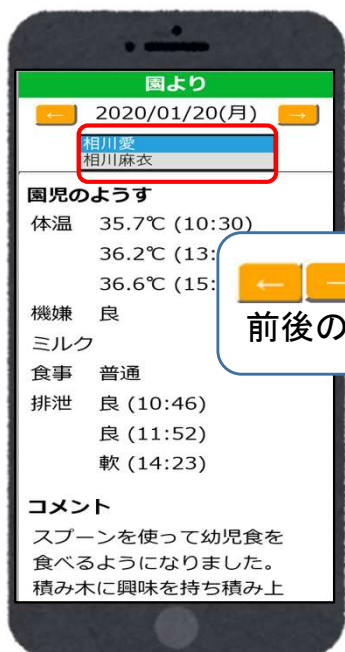 園より
← 2020/01/20(月) →
相川愛
相川麻衣
園児のようす
体温 35.7℃ (10:30)
36.2℃ (13:
36.6℃ (15:
← −
前後の
機嫌 良
ミルク
食事 普通
排泄 良 (10:46)
良 (11:52)
軟 (14:23)
コメント
スプーンを使って幼児食を
食べるようになりました。
積み木に興味を持ち積み上